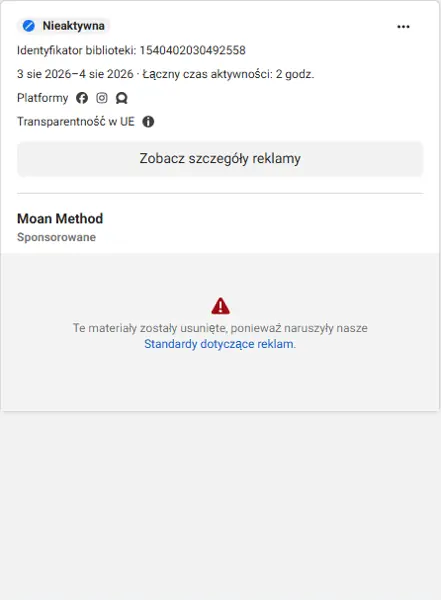 Nieaktywna
Identyfikator biblioteki: 1540402030492558
3 sie 2026–4 sie 2026 · Łączny czas aktywności: 2 godz.
Platformy
Transparentność w UE
Zobacz szczegóły reklamy
Moan Method
Sponsorowane
Te materiały zostały usunięte, ponieważ naruszyły nasze
Standardy dotyczące reklam.